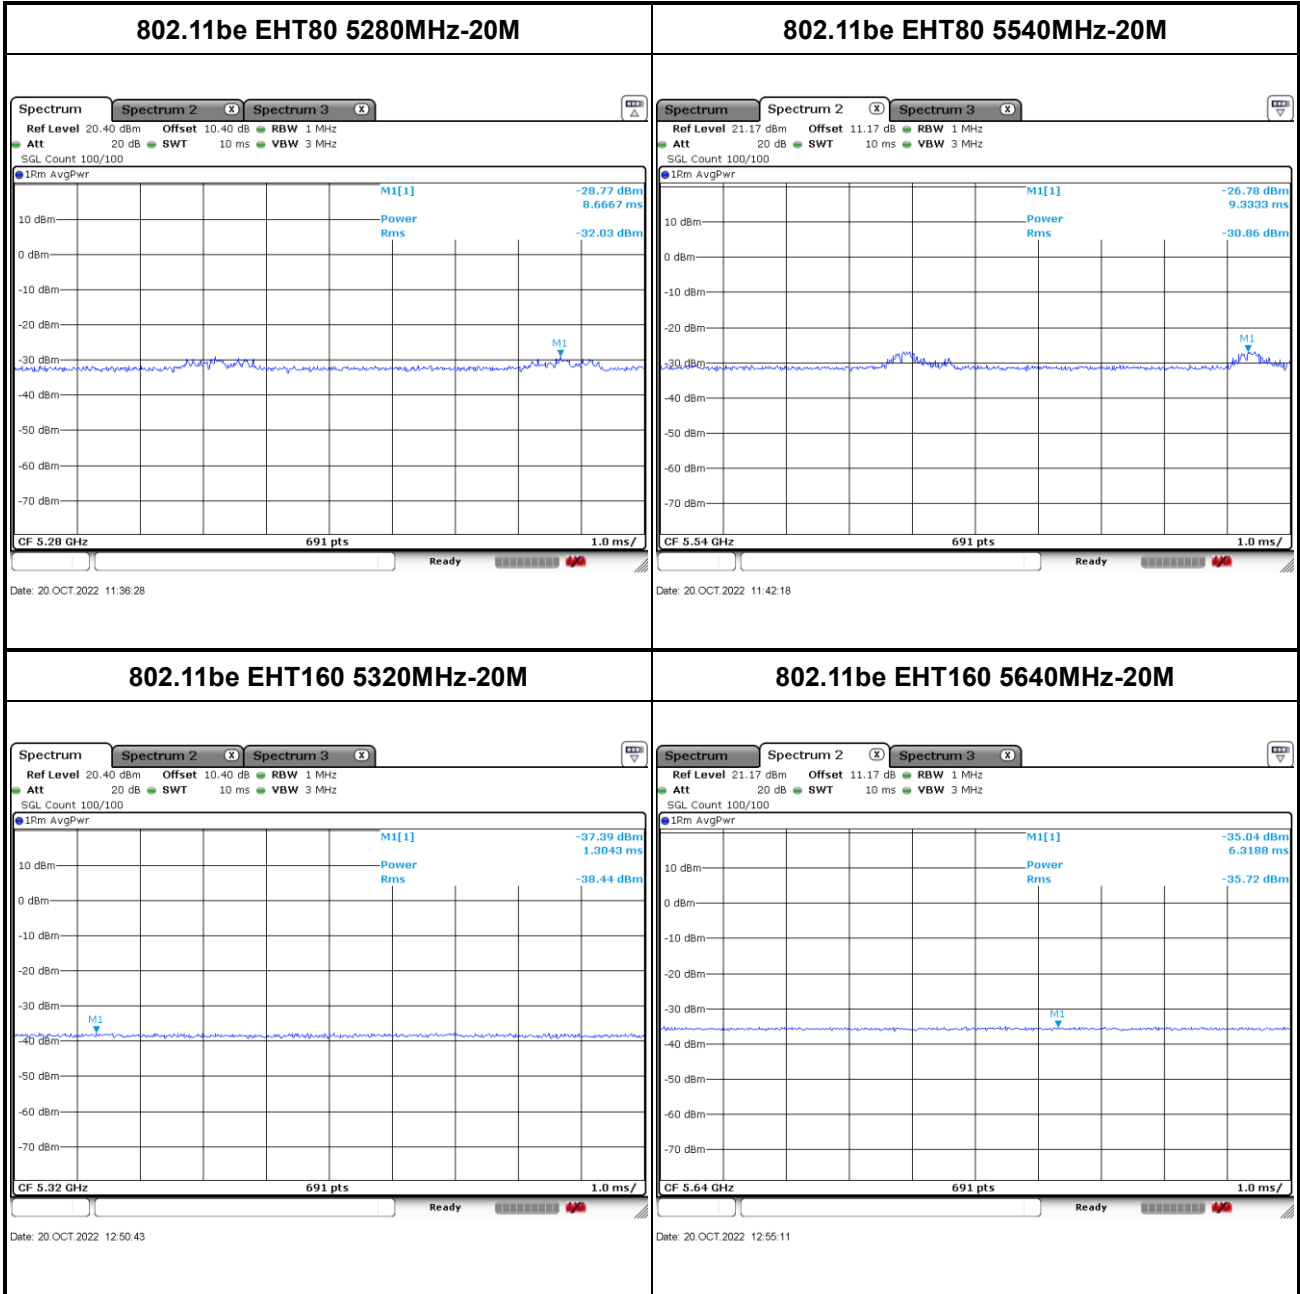 802.11be EHT80 5280MHz-20M
Spectrum Spectrum 2 X Spectrum 3 X
Ref Level 20.40 dBm Offset 10.40 dB RBW 1 MHz
Att 20 dB SWT 10 ms VBW 3 MHz
SGL Count 100/100
1Rm AvgPwr
M1[1] -28.77 dBm
8.6667 ms
Power
Rms -32.03 dBm
10 dBm
0 dBm
-10 dBm
-20 dBm
M1
-30 dBm
-40 dBm
-50 dBm
-60 dBm
-70 dBm
CF 5.28 GHz 691 pts 1.0 ms/
Ready
Date: 20.OCT.2022 11:36:28
802.11be EHT80 5540MHz-20M
Spectrum Spectrum 2 X Spectrum 3 X
Ref Level 21.17 dBm Offset 11.17 dB RBW 1 MHz
Att 20 dB SWT 10 ms VBW 3 MHz
SGL Count 100/100
1Rm AvgPwr
M1[1] -26.78 dBm
9.3333 ms
Power
Rms -30.86 dBm
10 dBm
0 dBm
-10 dBm
-20 dBm
M1
-30 dBm
-40 dBm
-50 dBm
-60 dBm
-70 dBm
CF 5.54 GHz 691 pts 1.0 ms/
Ready
Date: 20.OCT.2022 11:42:18
802.11be EHT160 5320MHz-20M
Spectrum Spectrum 2 X Spectrum 3 X
Ref Level 20.40 dBm Offset 10.40 dB RBW 1 MHz
Att 20 dB SWT 10 ms VBW 3 MHz
SGL Count 100/100
1Rm AvgPwr
M1[1] -37.39 dBm
1.3043 ms
Power
Rms -38.44 dBm
10 dBm
0 dBm
-10 dBm
-20 dBm
-30 dBm
M1
-40 dBm
-50 dBm
-60 dBm
-70 dBm
CF 5.32 GHz 691 pts 1.0 ms/
Ready
Date: 20.OCT.2022 12:50:43
802.11be EHT160 5640MHz-20M
Spectrum Spectrum 2 X Spectrum 3 X
Ref Level 21.17 dBm Offset 11.17 dB RBW 1 MHz
Att 20 dB SWT 10 ms VBW 3 MHz
SGL Count 100/100
1Rm AvgPwr
M1[1] -35.04 dBm
6.3188 ms
Power
Rms -35.72 dBm
10 dBm
0 dBm
-10 dBm
-20 dBm
-30 dBm
M1
-40 dBm
-50 dBm
-60 dBm
-70 dBm
CF 5.64 GHz 691 pts 1.0 ms/
Ready
Date: 20.OCT.2022 12:55:11